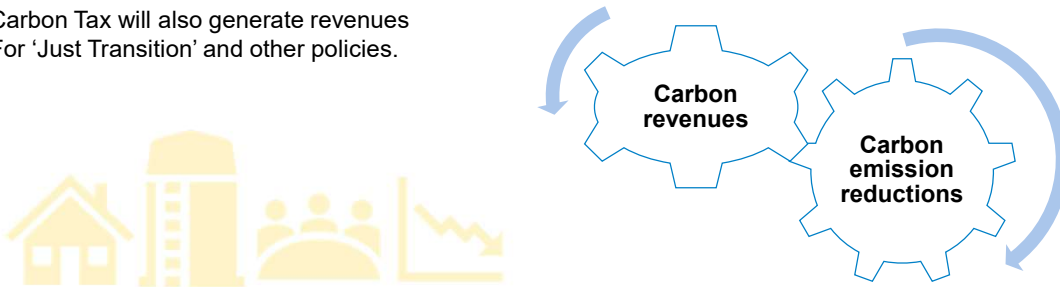 Carbon Tax will also generate revenues
For ‘Just Transition’ and other policies.
Carbon
revenues
Carbon
emission
reductions